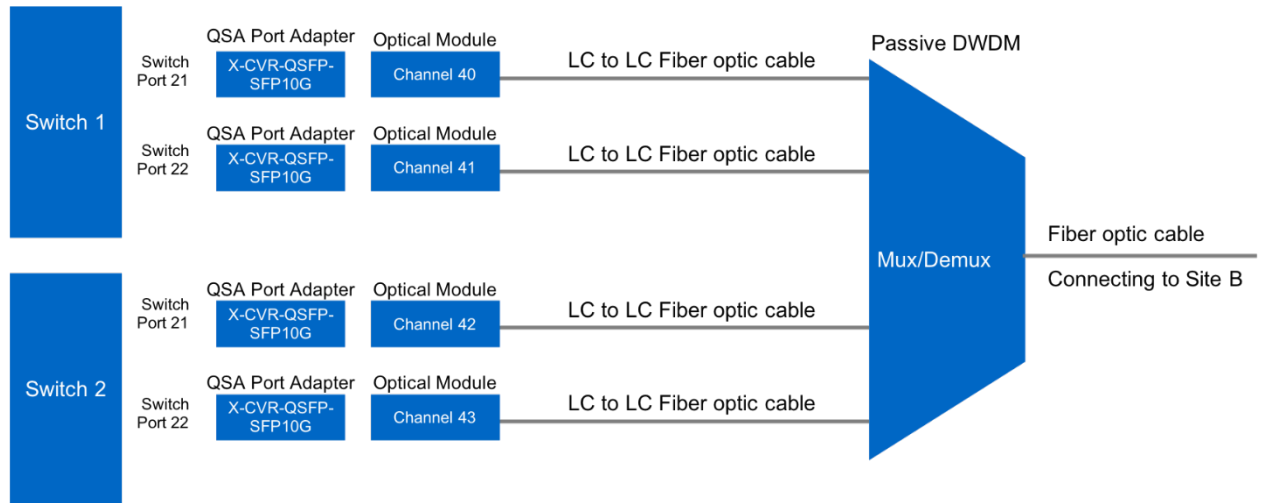 Switch 1
Switch
Port 21
QSA Port Adapter
X-CVR-QSFP-
SFP10G
Optical Module
Channel 40
LC to LC Fiber optic cable
Switch
Port 22
QSA Port Adapter
X-CVR-QSFP-
SFP10G
Optical Module
Channel 41
LC to LC Fiber optic cable
Switch 2
Switch
Port 21
QSA Port Adapter
X-CVR-QSFP-
SFP10G
Optical Module
Channel 42
LC to LC Fiber optic cable
Switch
Port 22
QSA Port Adapter
X-CVR-QSFP-
SFP10G
Optical Module
Channel 43
LC to LC Fiber optic cable
Passive DWDM
Mux/Demux
Fiber optic cable
Connecting to Site B